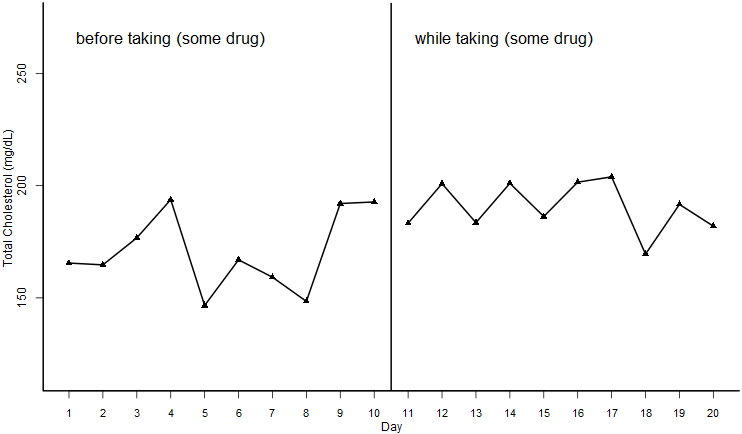 before taking (some drug)
while taking (some drug)
Total Cholesterol (mg/dL)
250
200
150
1 2 3 4 5 6 7 8 9 10 11 12 13 14 15 16 17 18 19 20
Day